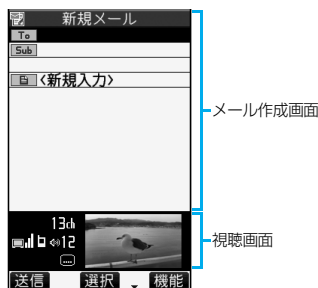 新規メール
To
Sub
〈新規入力〉
メール作成画面
13ch
12
視聴画面
送信 選択 機能